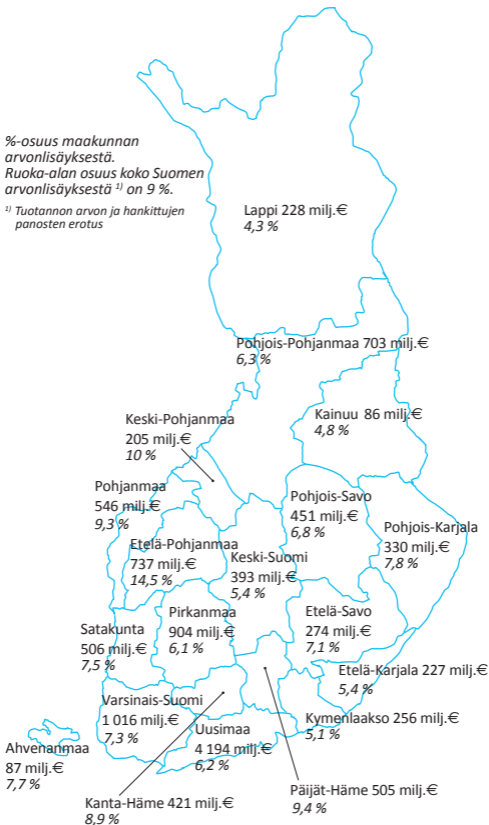 %-osuus maakunnan
arvonlisäyksestä.
Ruoka-alan osuus koko Suomen
arvonlisäyksestä ¹⁾ on 9 %.
¹⁾ Tuotannon arvon ja hankittujen
panosten erotus
Lappi 228 milj.€
4,3 %
Pohjois-Pohjanmaa 703 milj.€
6,3 %
Kainuu 86 milj.€
4,8 %
Keski-Pohjanmaa
205 milj.€
10 %
Pohjanmaa
546 milj.€
9,3 %
Pohjois-Savo
451 milj.€
6,8 %
Pohjois-Karjala
330 milj.€
7,8 %
Etelä-Pohjanmaa
737 milj.€
14,5 %
Keski-Suomi
393 milj.€
5,4 %
Pirkanmaa
904 milj.€
6,1 %
Etelä-Savo
274 milj.€
7,1 %
Satakunta
506 milj.€
7,5 %
Etelä-Karjala 227 milj.€
5,4 %
Varsinais-Suomi
1 016 milj.€
7,3 %
Kymenlaakso 256 milj.€
5,1 %
Uusimaa
4 194 milj.€
6,2 %
Ahvenanmaa
87 milj.€
7,7 %
Päijät-Häme 505 milj.€
9,4 %
Kanta-Häme 421 milj.€
8,9 %